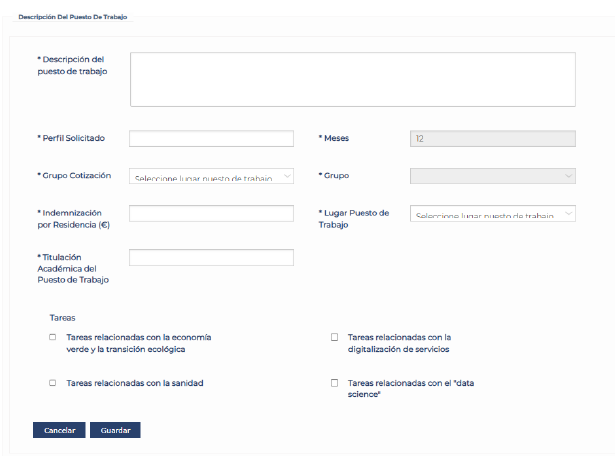 Descripción Del Puesto De Trabajo
* Descripción del
puesto de trabajo
* Perfil Solicitado
* Meses
12
* Grupo Cotización
Seleccione lugar puesto de trabajo
* Grupo
* Indemnización
por Residencia (€)
* Lugar Puesto de
Trabajo
Seleccione lugar puesto de trabajo
* Titulación
Académica del
Puesto de Trabajo
Tareas
Tareas relacionadas con la economía
verde y la transición ecológica
Tareas relacionadas con la
digitalización de servicios
Tareas relacionadas con la sanidad
Tareas relacionadas con el "data
science"
Cancelar
Guardar